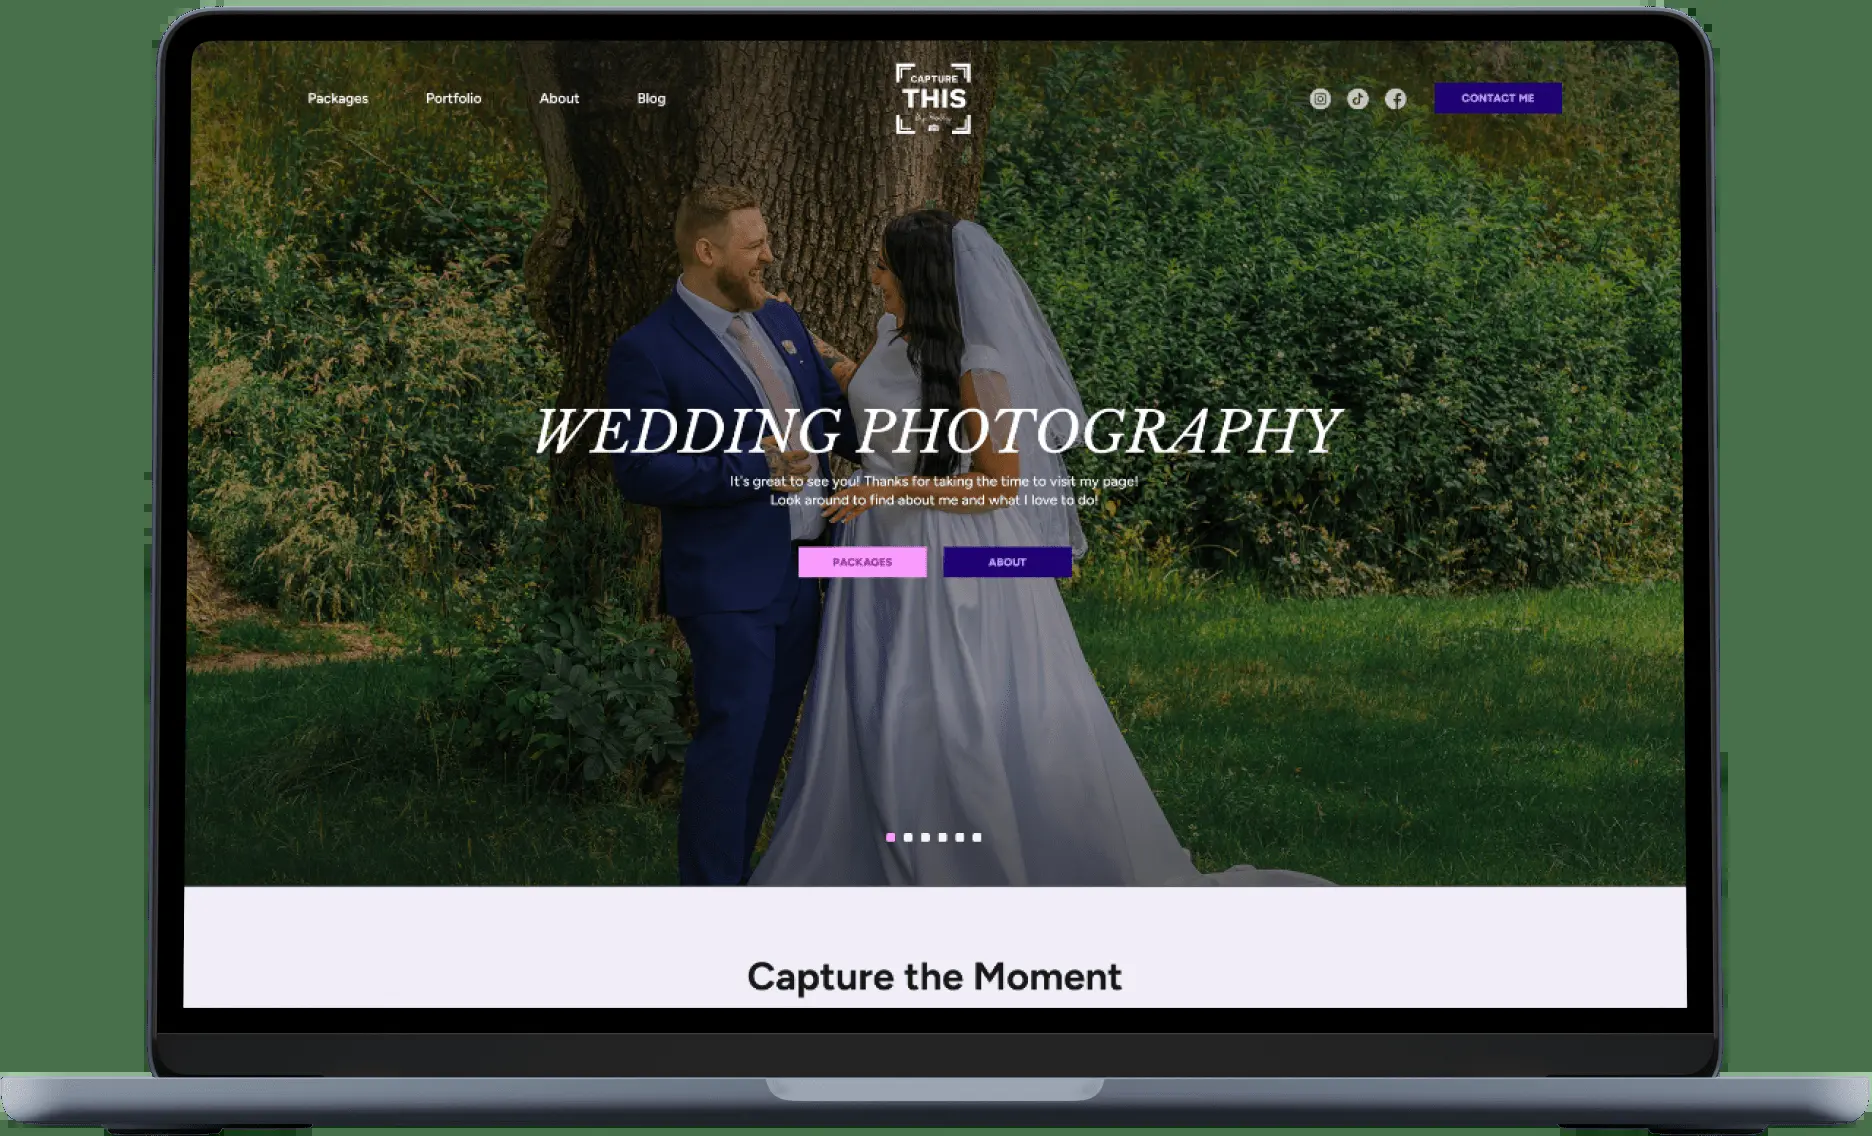 Packages
Portfolio
About
Blog
CAPTURE
THIS
CONTACT ME
WEDDING PHOTOGRAPHY
It's great to see you! Thanks for taking the time to visit my page!
Look around to find about me and what I love to do!
PACKAGES
ABOUT
Capture the Moment